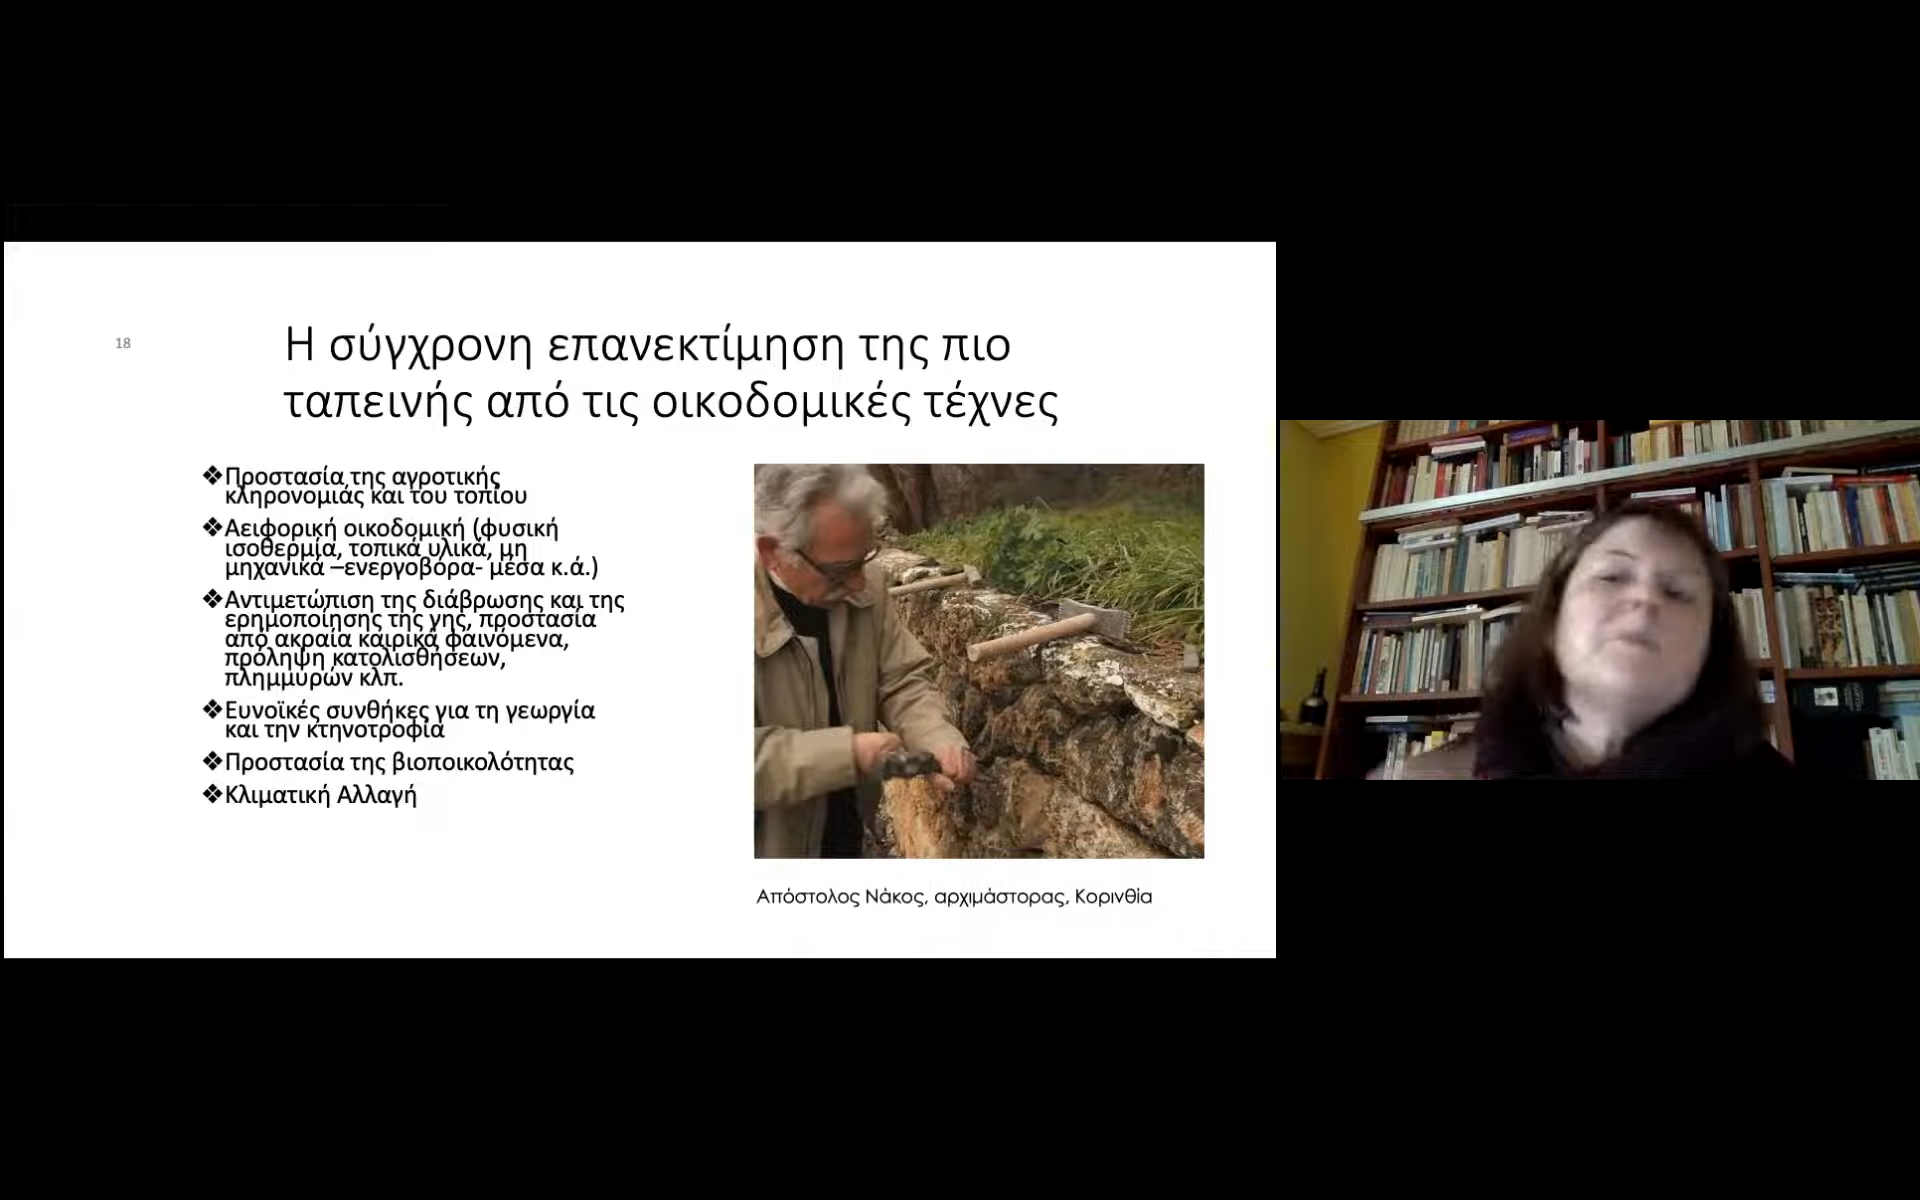 18
Η σύγχρονη επανεκτίμηση της πιο
ταπεινής από τις οικοδομικές τέχνες
❖Προστασία της αγροτικής
κληρονομιάς και του τοπίου
❖Αειφορική οικοδομική (φυσική
ισοθερμία, τοπικά υλικά, μη
μηχανικά –ενεργοβόρα- μέσα κ.ά.)
❖Αντιμετώπιση της διάβρωσης και της
ερημοποίησης της γης, προστασία
από ακραία καιρικά φαινόμενα,
πρόληψη κατολισθήσεων,
πλημμυρών κλπ.
❖Ευνοϊκές συνθήκες για τη γεωργία
και την κτηνοτροφία
❖Προστασία της βιοποικολότητας
❖Κλιματική Αλλαγή
Απόστολος Νάκος, αρχιμάστορας, Κορινθία